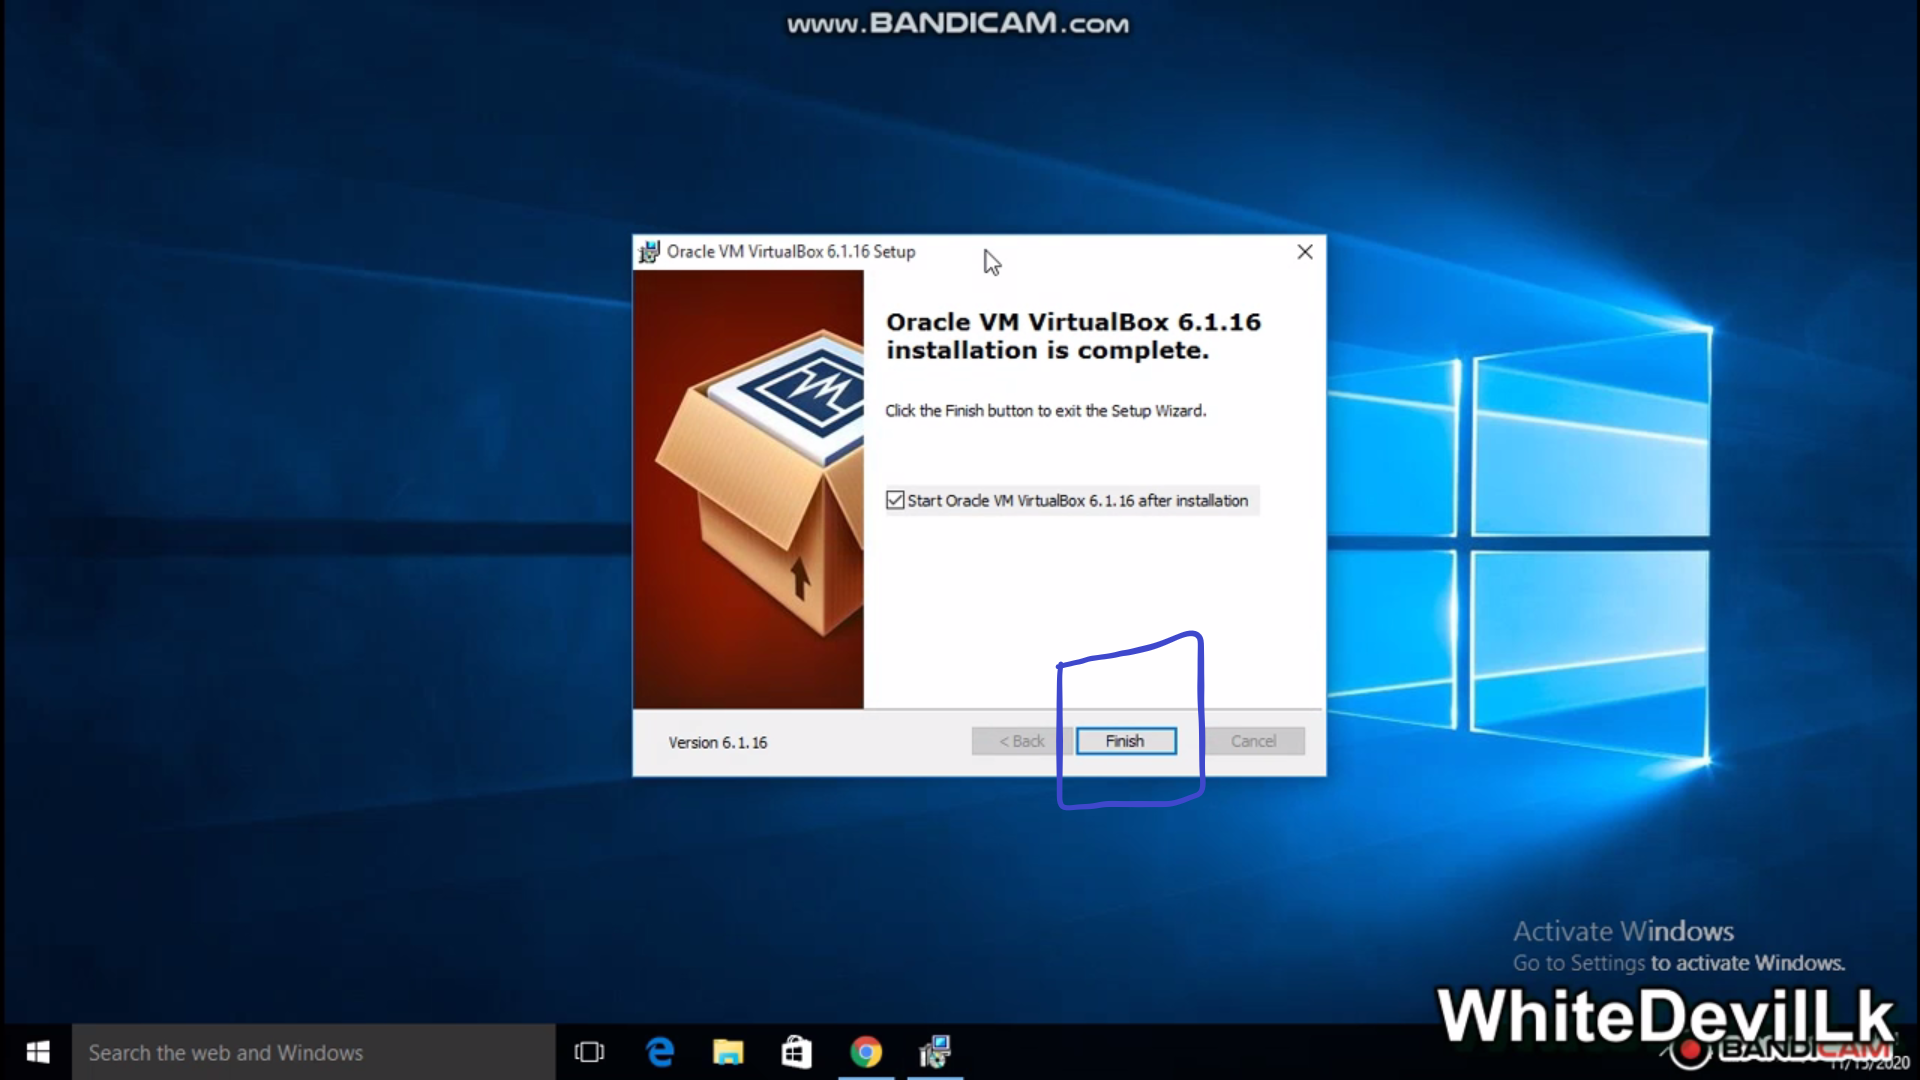 www.BANDICAM.COM
Oracle VM VirtualBox 6.1.16 Setup
Oracle VM VirtualBox 6.1.16
installation is complete.
Click the Finish button to exit the Setup Wizard.
Start Oracle VM VirtualBox 6.1.16 after installation
Version 6.1.16
< Back
Finish
Cancel
Activate Windows
Go to Settings to activate Windows.
WhiteDevilLk
Search the web and Windows
BANDICAM